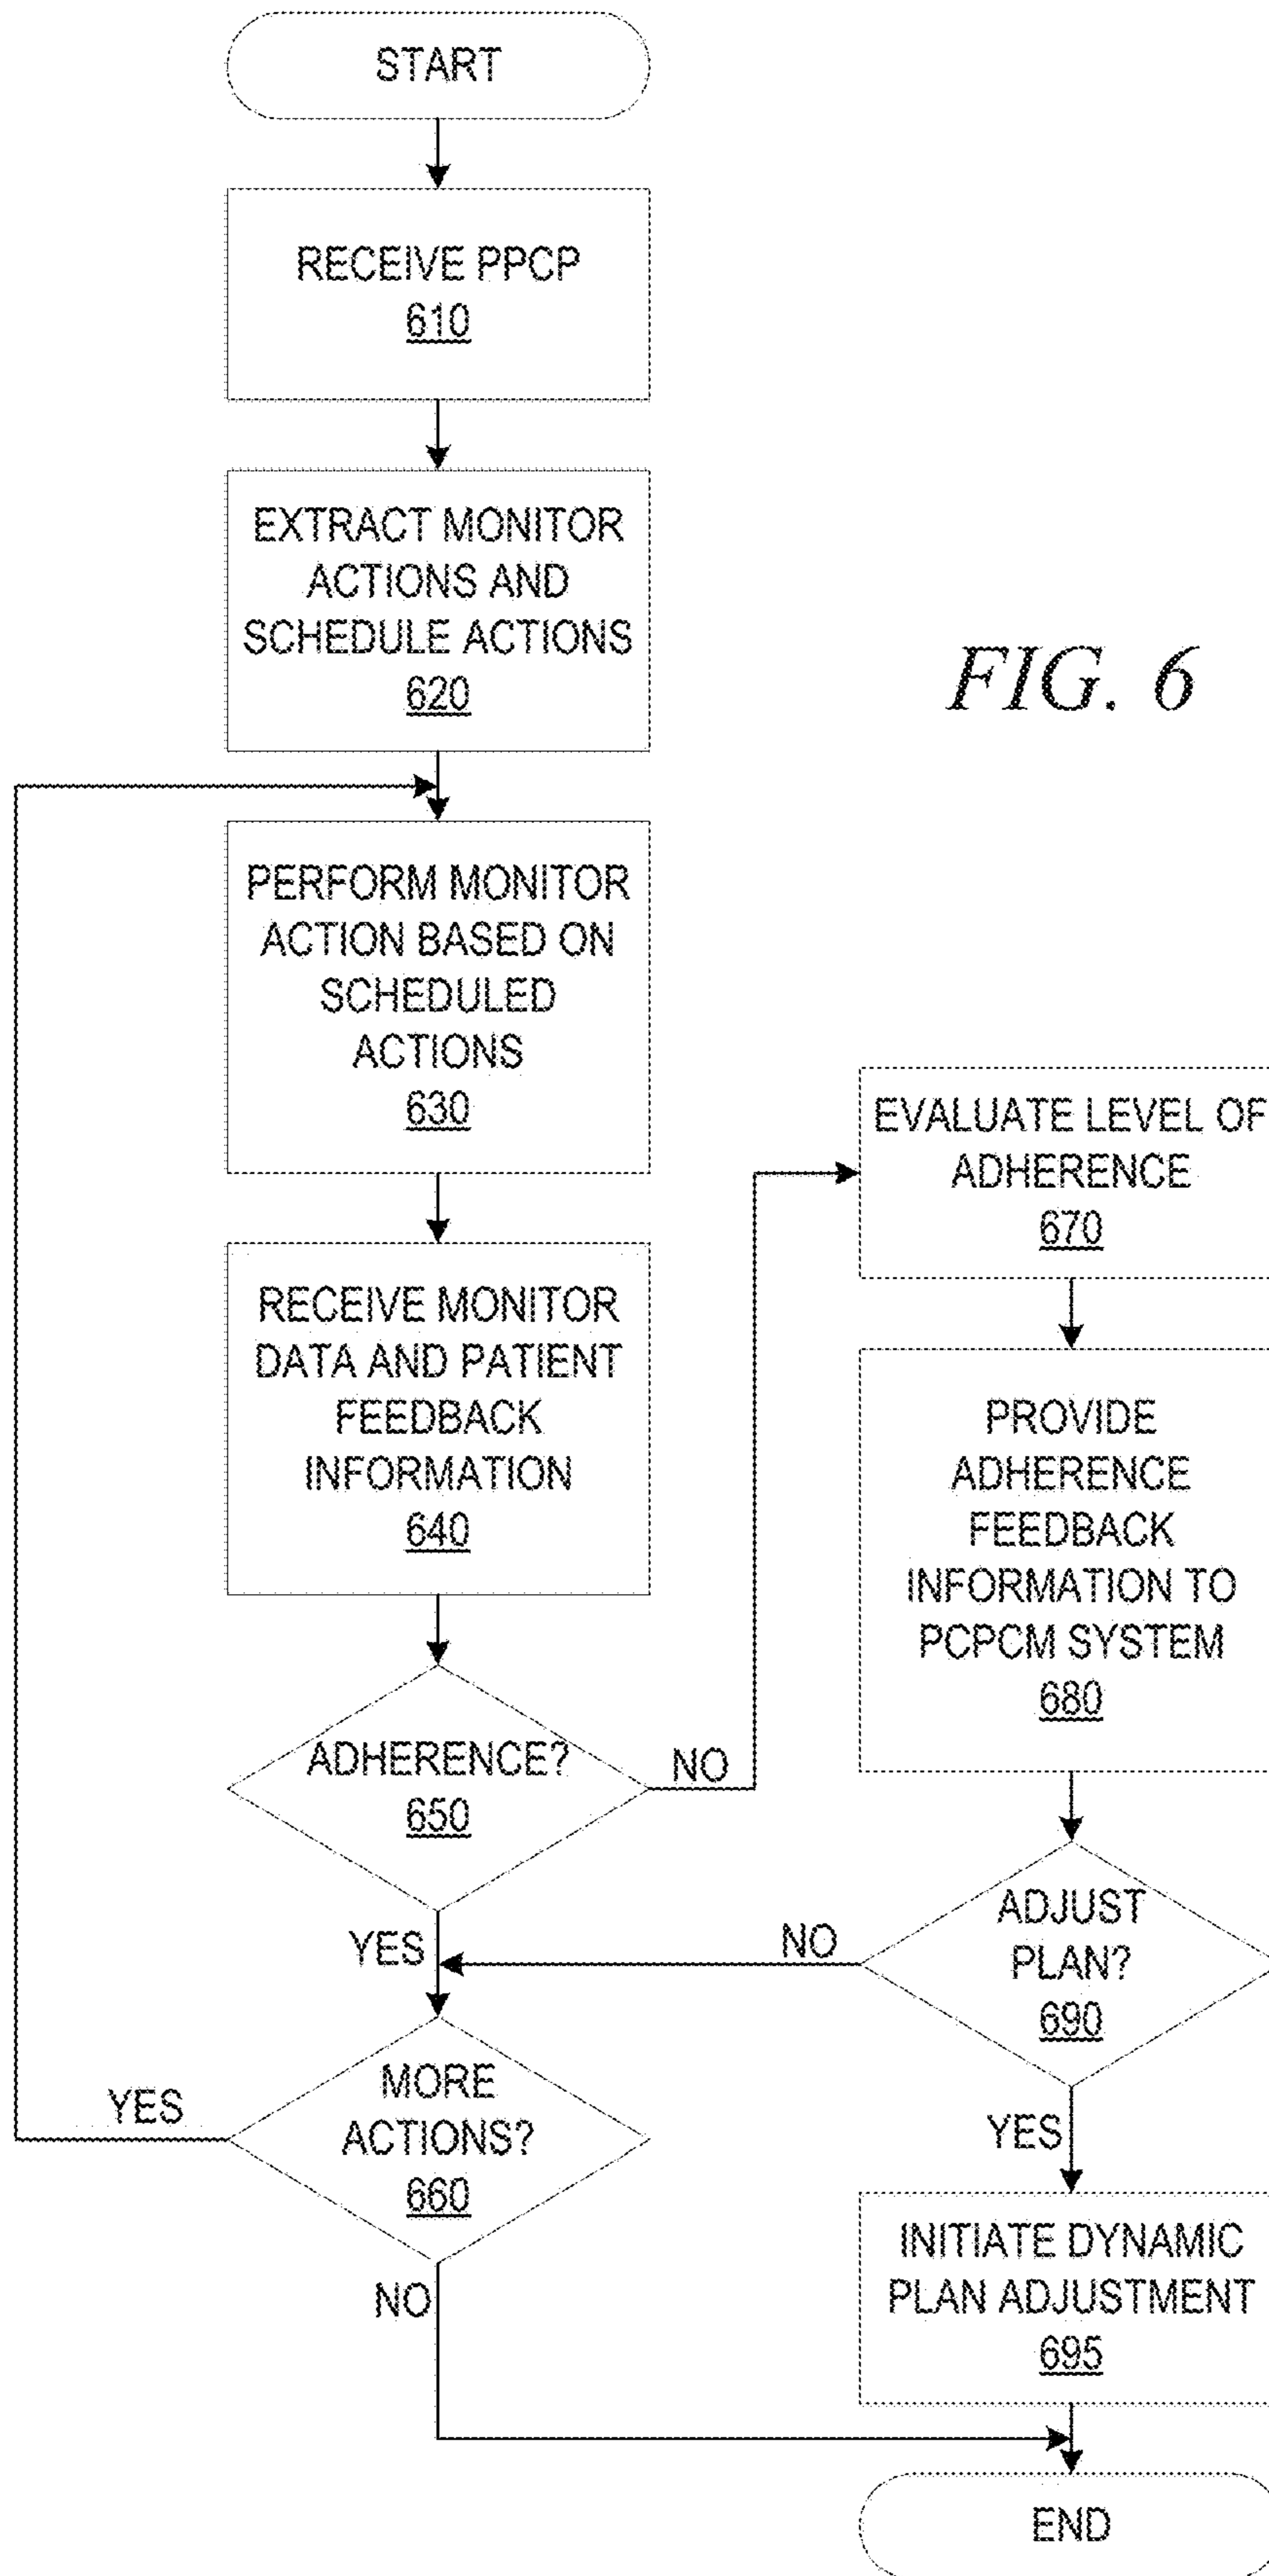 START
RECEIVE PPCP
610
EXTRACT MONITOR
ACTIONS AND
SCHEDULE ACTIONS
620
FIG. 6
PERFORM MONITOR
ACTION BASED ON
SCHEDULED
ACTIONS
630
RECEIVE MONITOR
DATA AND PATIENT
FEEDBACK
INFORMATION
640
ADHERENCE?
650
NO
YES
MORE
ACTIONS?
660
YES
NO
EVALUATE LEVEL OF
ADHERENCE
670
PROVIDE
ADHERENCE
FEEDBACK
INFORMATION TO
PCPCM SYSTEM
680
ADJUST
PLAN?
690
NO
YES
INITIATE DYNAMIC
PLAN ADJUSTMENT
695
END